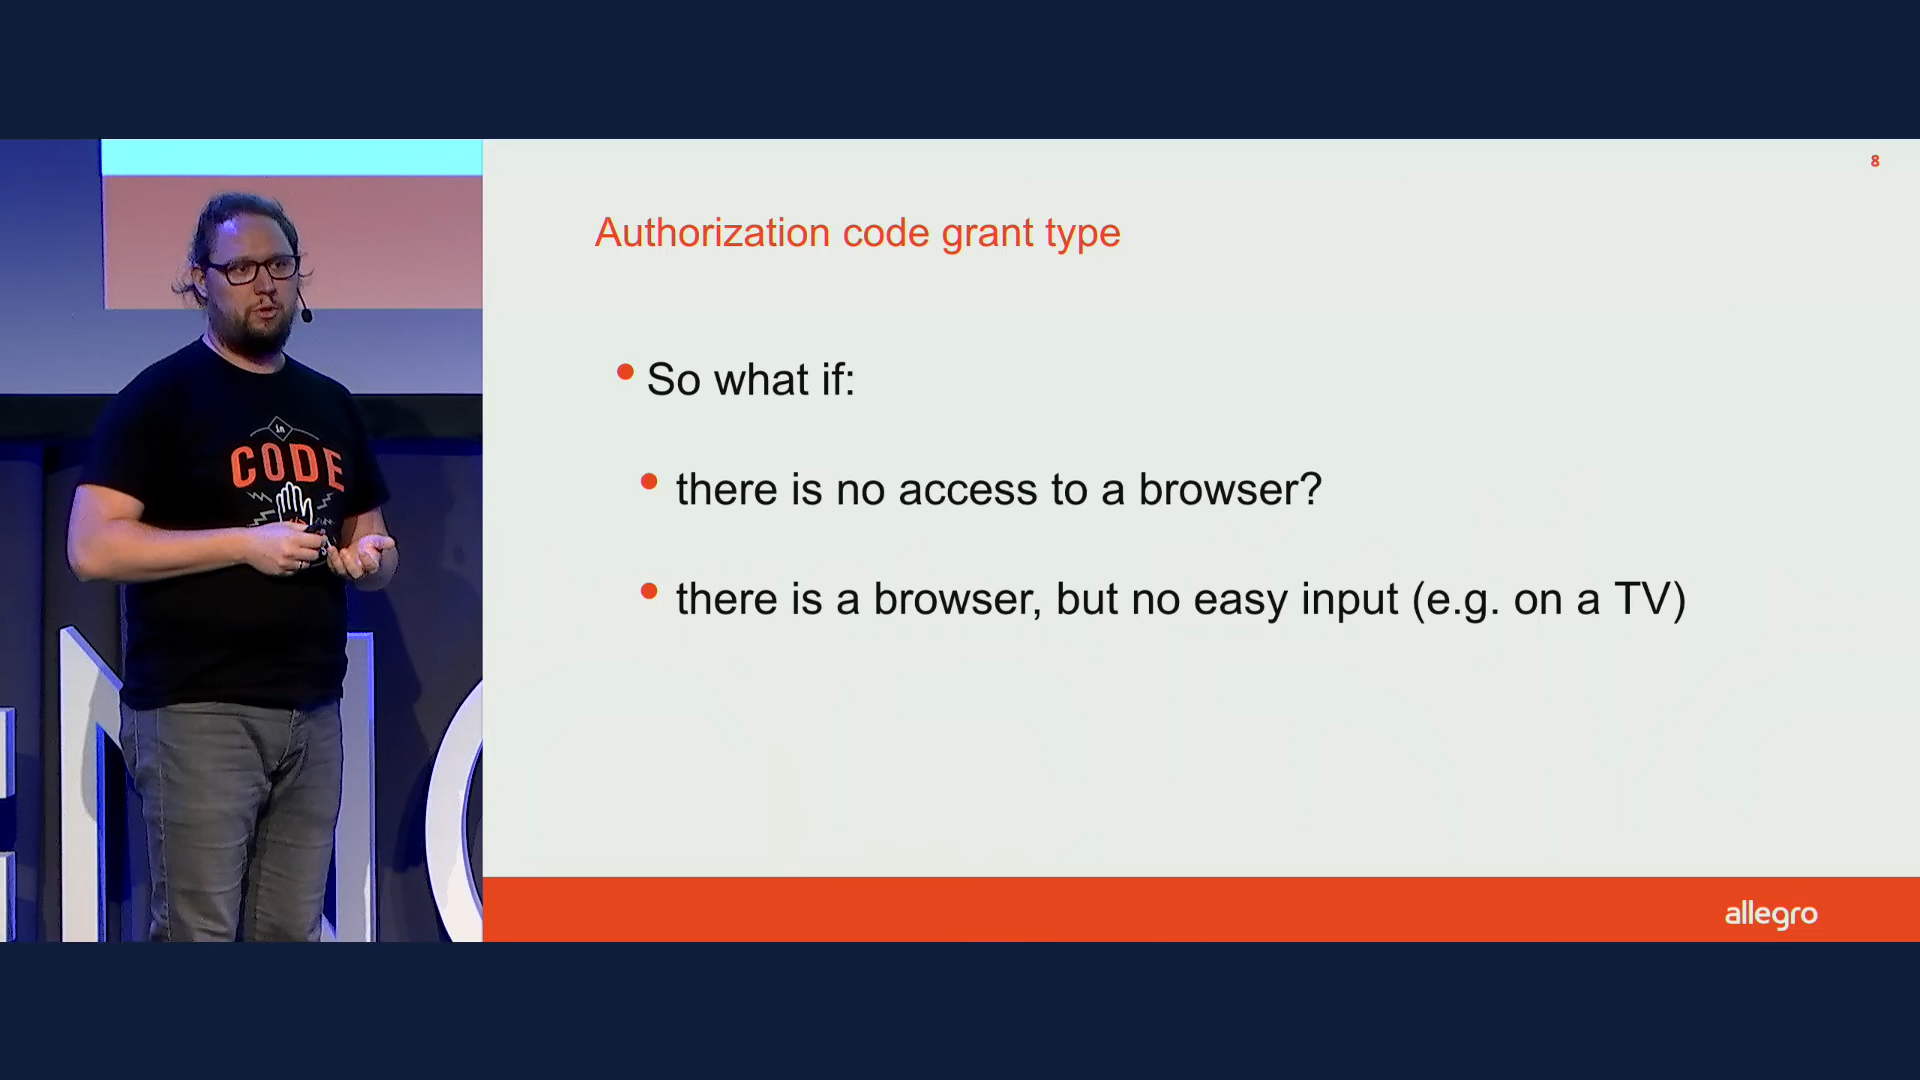 8
Authorization code grant type
So what if:
there is no access to a browser?
there is a browser, but no easy input (e.g. on a TV)
allegro
in
CODE